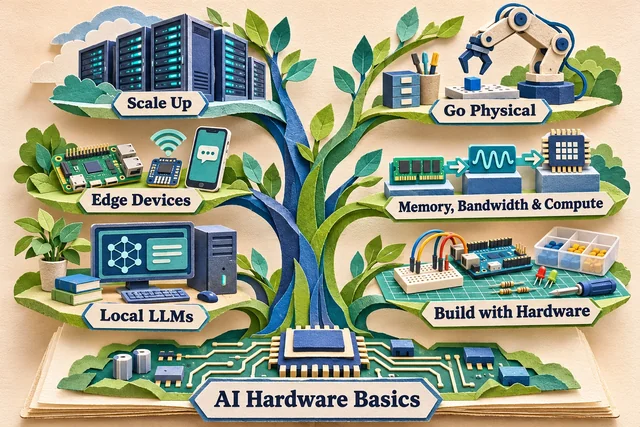 Scale Up
Go Physical
Edge Devices
Memory, Bandwidth & Compute
Local LLMs
Build with Hardware
AI Hardware Basics